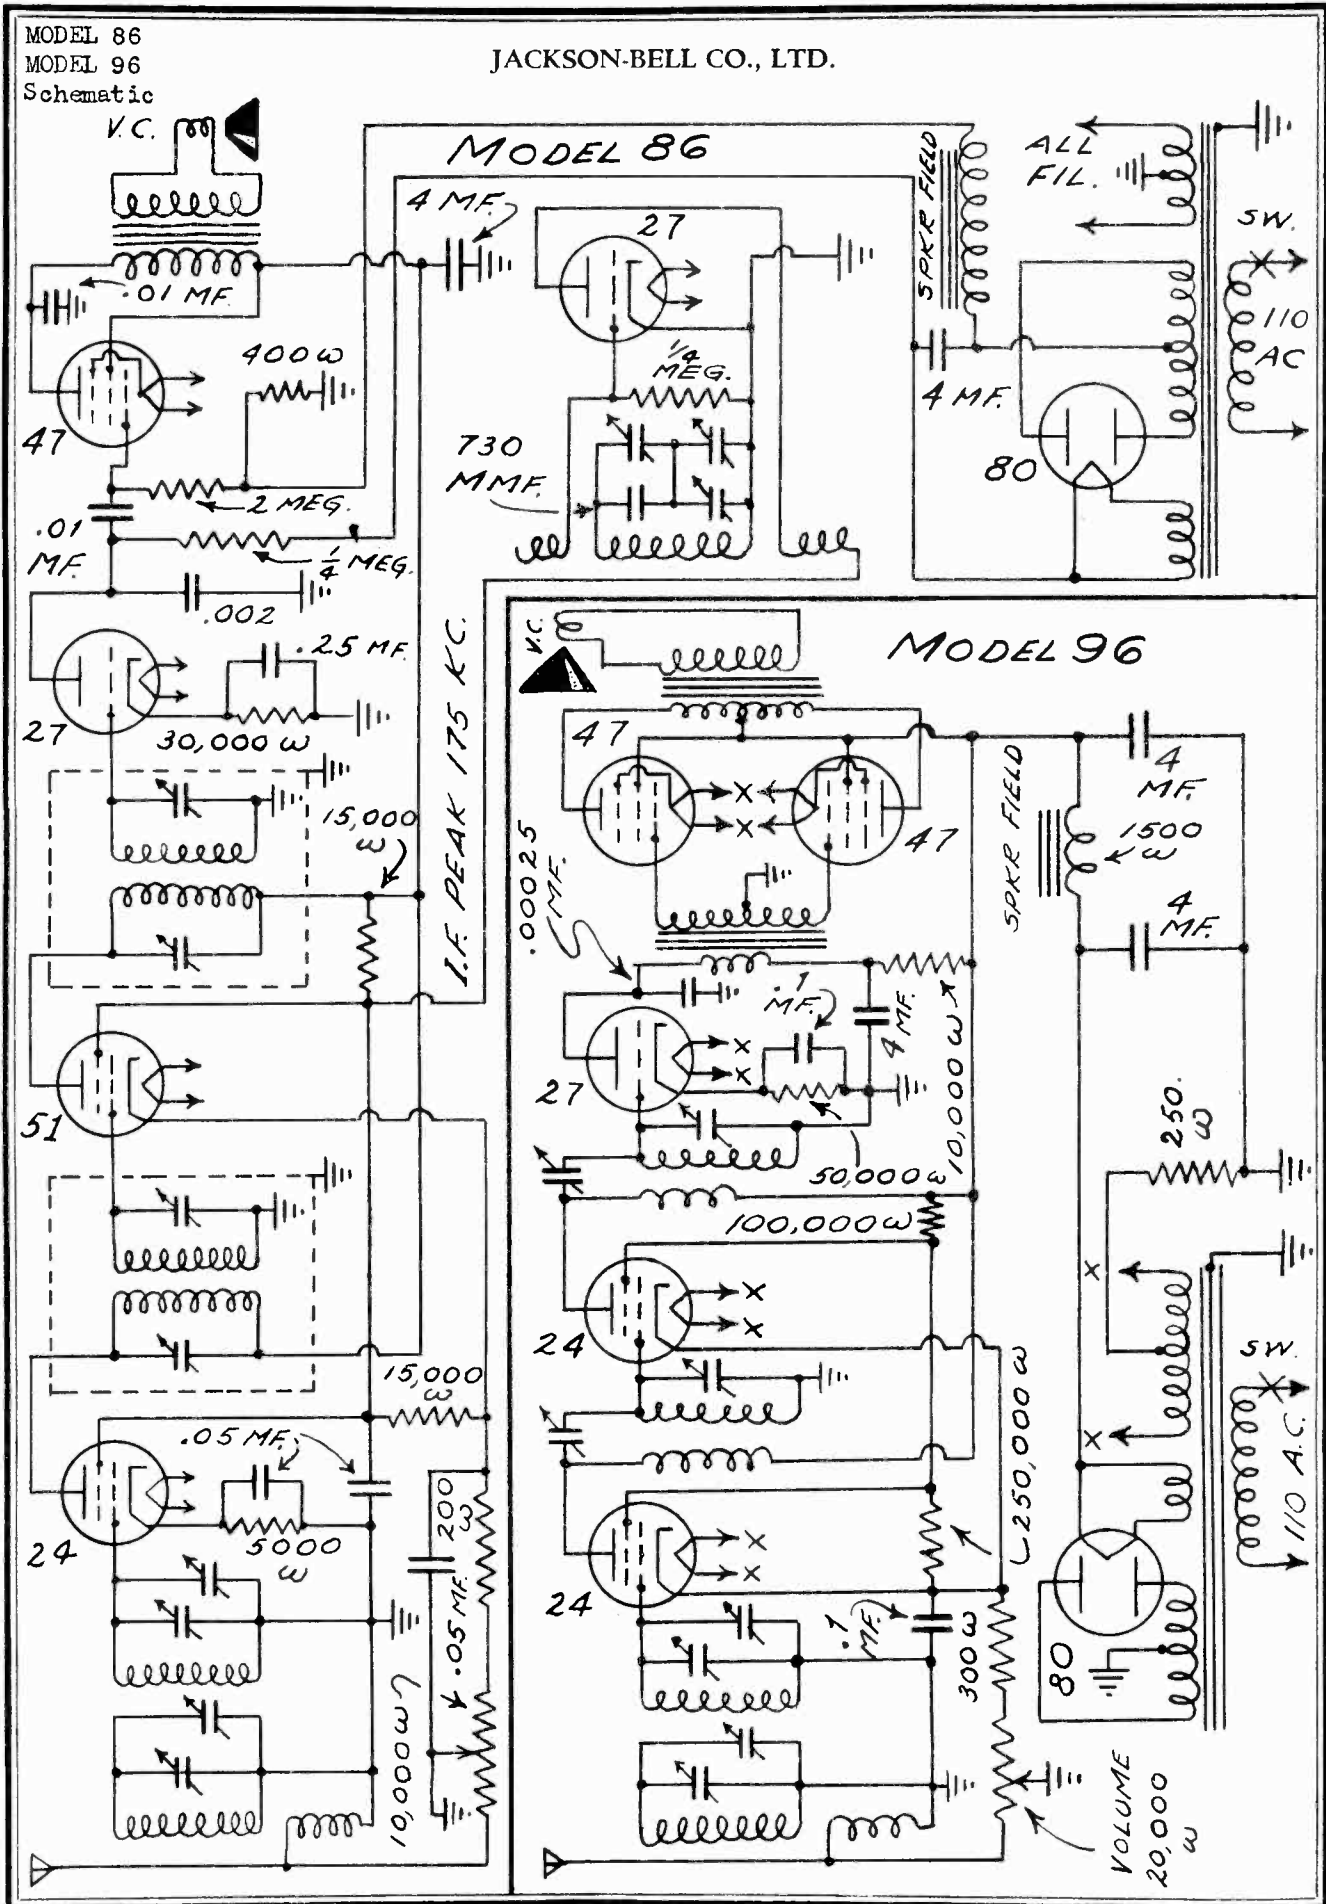 MODEL 86
MODEL 96
Schematic
JACKSON-BELL CO., LTD.
V.C.
MODEL 86
4 MF.
27
SPKR FIELD
ALL
FIL.
SW.
110
AC
.01 MF.
400 ω
47
1/4
MEG.
4 MF.
80
730
MMF.
2 MEG.
.01
MF.
1/4 MEG.
.002
.25 MF.
27
30,000 ω
15,000
ω
I.F. PEAK 175 KC.
51
15,000
ω
.05 MF.
24
5000
ω
200
ω
.05 MF.
10,000 ω
V.C.
MODEL 96
47
47
4
MF.
SPKR FIELD
1500
ω
4
MF.
.00025
MF.
.1
MF.
4 MF.
10,000 ω
27
50,000 ω
250.
ω
100,000 ω
X
X
X
X
X
X
24
X
X
X
X
SW.
110 A.C.
250,000 ω
24
X
X
.1
MF.
300 ω
80
VOLUME
20,000
ω